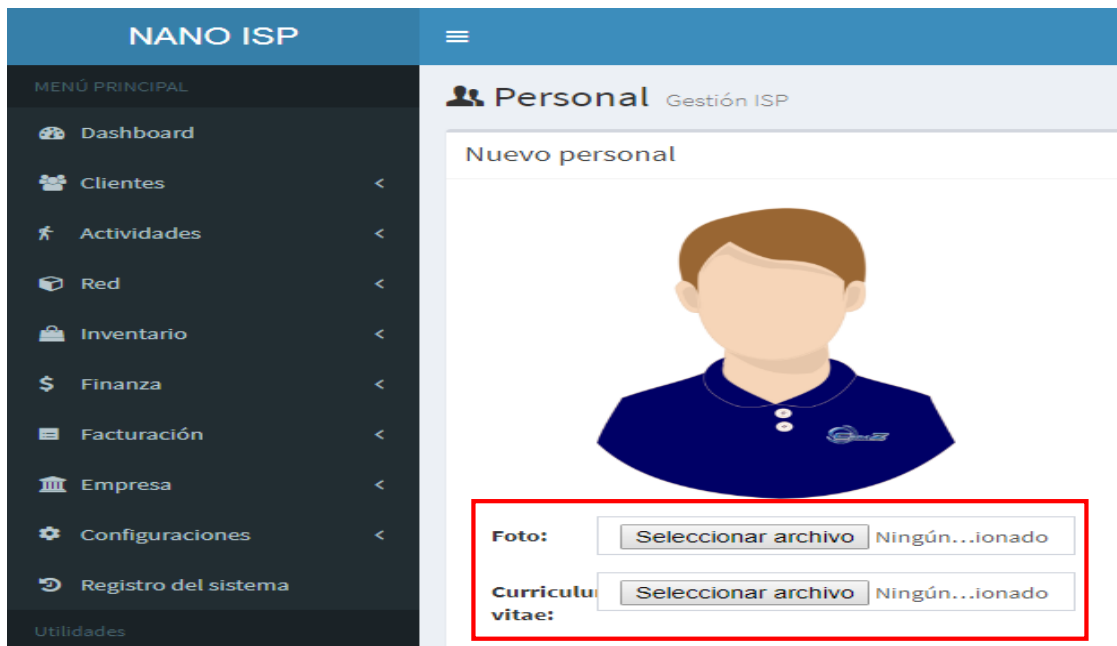 NANO ISP
MENÚ PRINCIPAL
Dashboard
Clientes
Actividades
Red
Inventario
$ Finanza
Facturación
Empresa
Configuraciones
Registro del sistema
Utilidades
Personal Gestión ISP
Nuevo personal
Foto: Seleccionar archivo Ningún...ionado
Curriculu Seleccionar archivo Ningún...ionado
vitae: